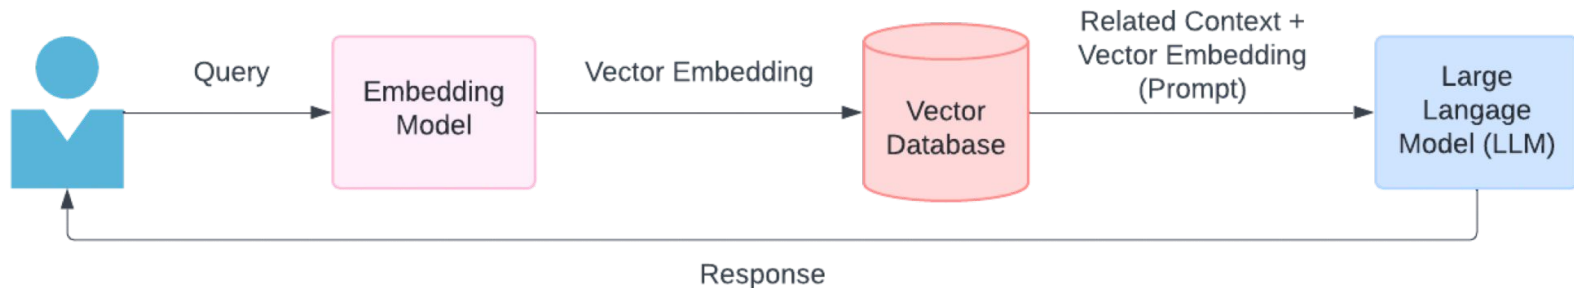 Query
Embedding
Model
Vector Embedding
Vector
Database
Related Context +
Vector Embedding
(Prompt)
Large
Langage
Model (LLM)
Response